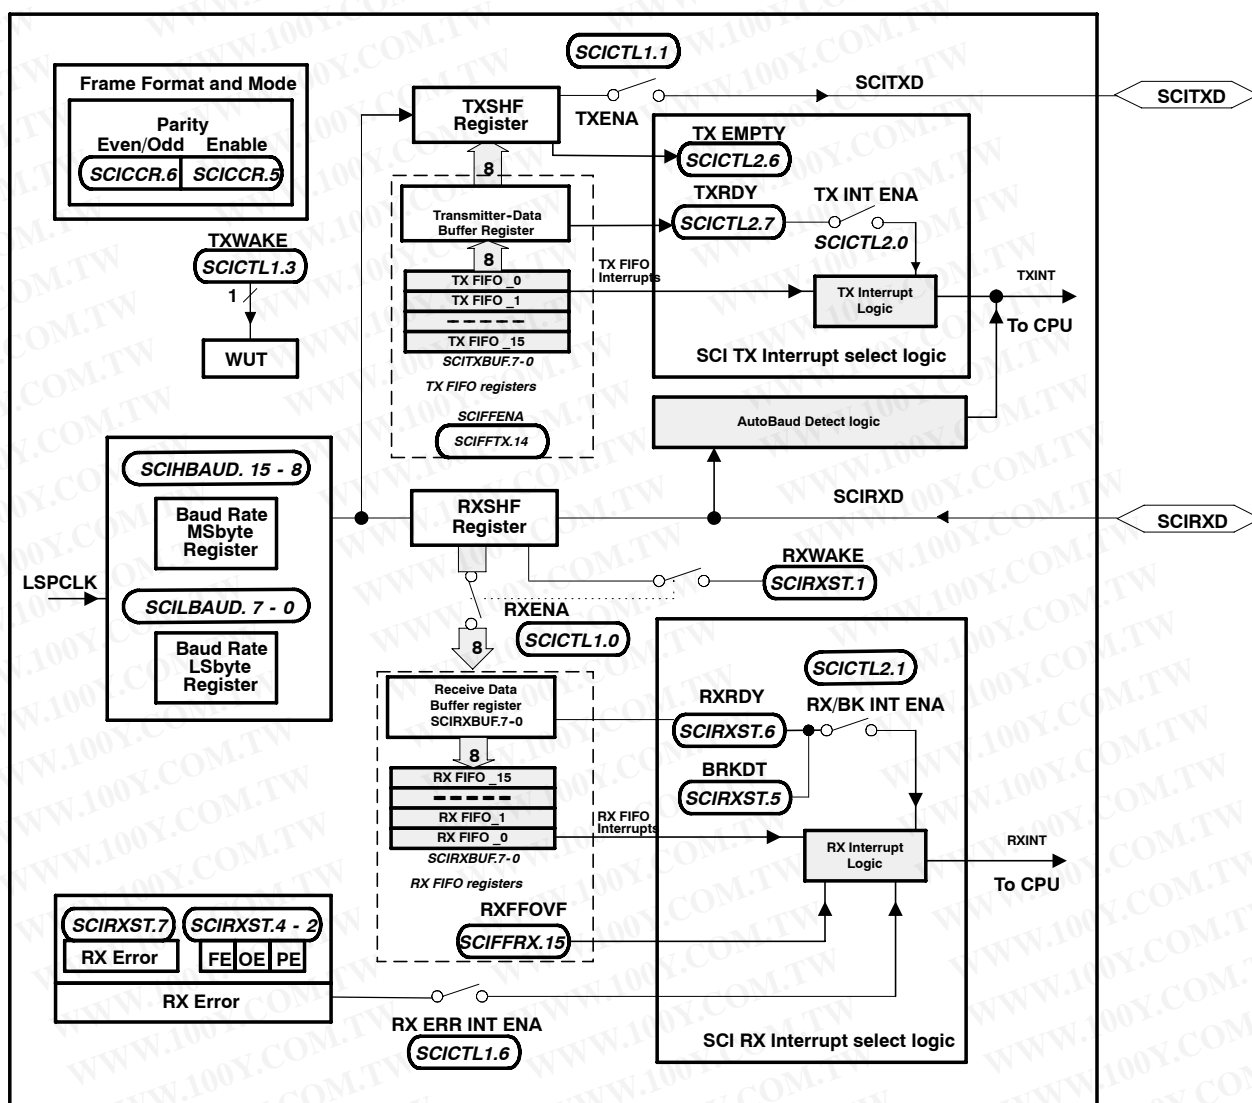 SCICTL1.1
Frame Format and Mode
Parity
Even/Odd Enable
SCICCR.6 SCICCR.5
TXSHF
Register
TXENA
SCITXD
SCITXD
TX EMPTY
SCICTL2.6
8
Transmitter-Data
Buffer Register
TXRDY
SCICTL2.7
TX INT ENA
SCICTL2.0
TXWAKE
SCICTL1.3
1
WUT
8
TX FIFO _0
TX FIFO _1
-----
TX FIFO _15
SCITXBUF.7-0
TX FIFO registers
SCIFFENA
SCIFFTX.14
TX FIFO
Interrupts
TX Interrupt
Logic
TXINT
To CPU
SCI TX Interrupt select logic
AutoBaud Detect logic
SCIHBAUD. 15 - 8
Baud Rate
MSbyte
Register
LSPCLK
SCILBAUD. 7 - 0
Baud Rate
LSbyte
Register
RXSHF
Register
SCIRXD
SCIRXD
RXWAKE
SCIRXST.1
RXENA
SCICTL1.0
8
Receive Data
Buffer register
SCIRXBUF.7-0
8
RX FIFO _15
-----
RX FIFO_1
RX FIFO _0
SCIRXBUF.7-0
RX FIFO registers
RXFFOVF
SCIFFRX.15
RX FIFO
Interrupts
SCICTL2.1
RXRDY
SCIRXST.6
RX/BK INT ENA
BRKDT
SCIRXST.5
RX Interrupt
Logic
RXINT
To CPU
SCI RX Interrupt select logic
SCIRXST.7 SCIRXST.4 - 2
RX Error FE OE PE
RX Error
RX ERR INT ENA
SCICTL1.6
WWW.100Y.COM.TW